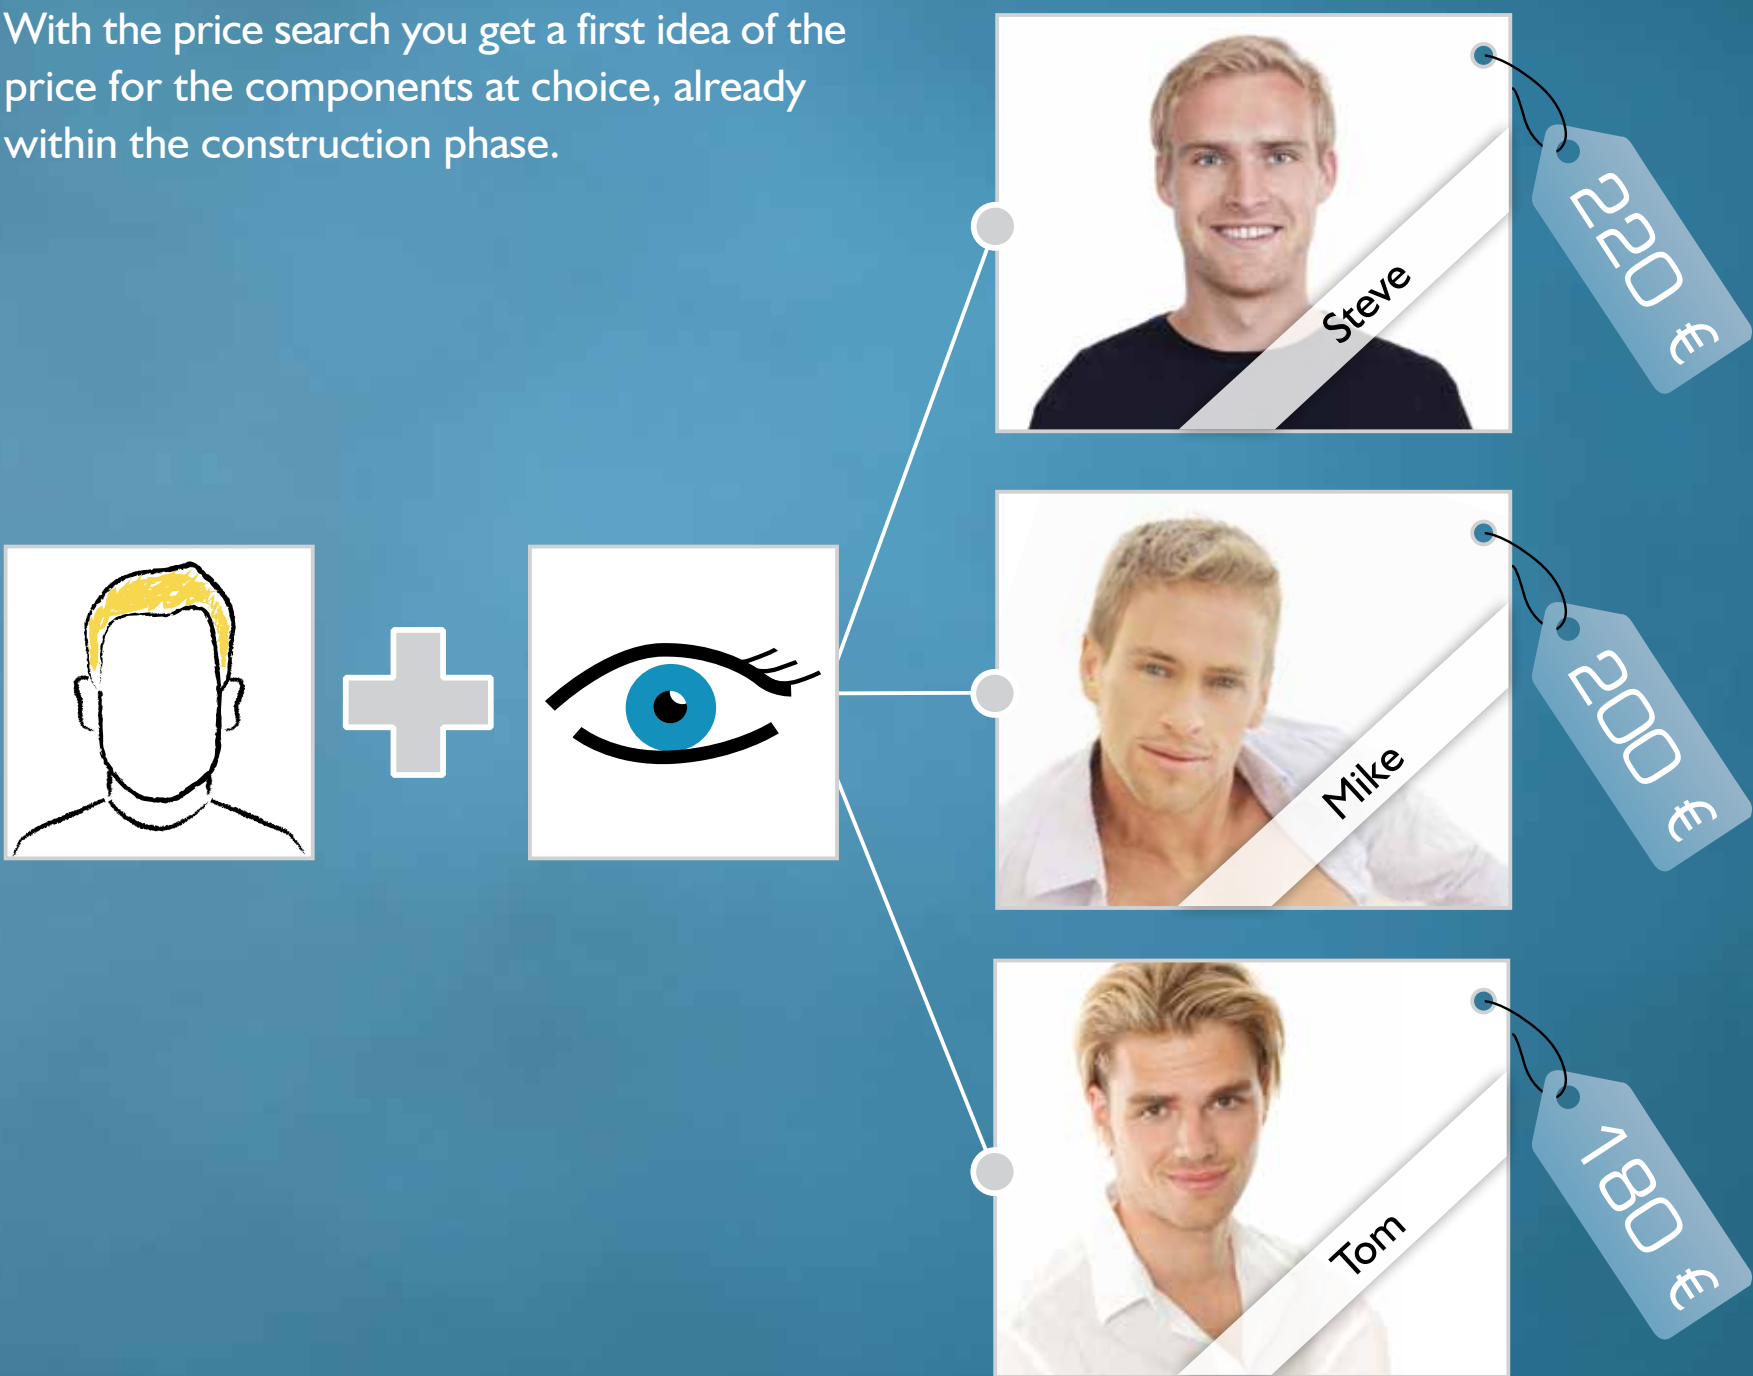 With the price search you get a first idea of the
price for the components at choice, already
within the construction phase.
Steve
220 €
Mike
200 €
Tom
180 €